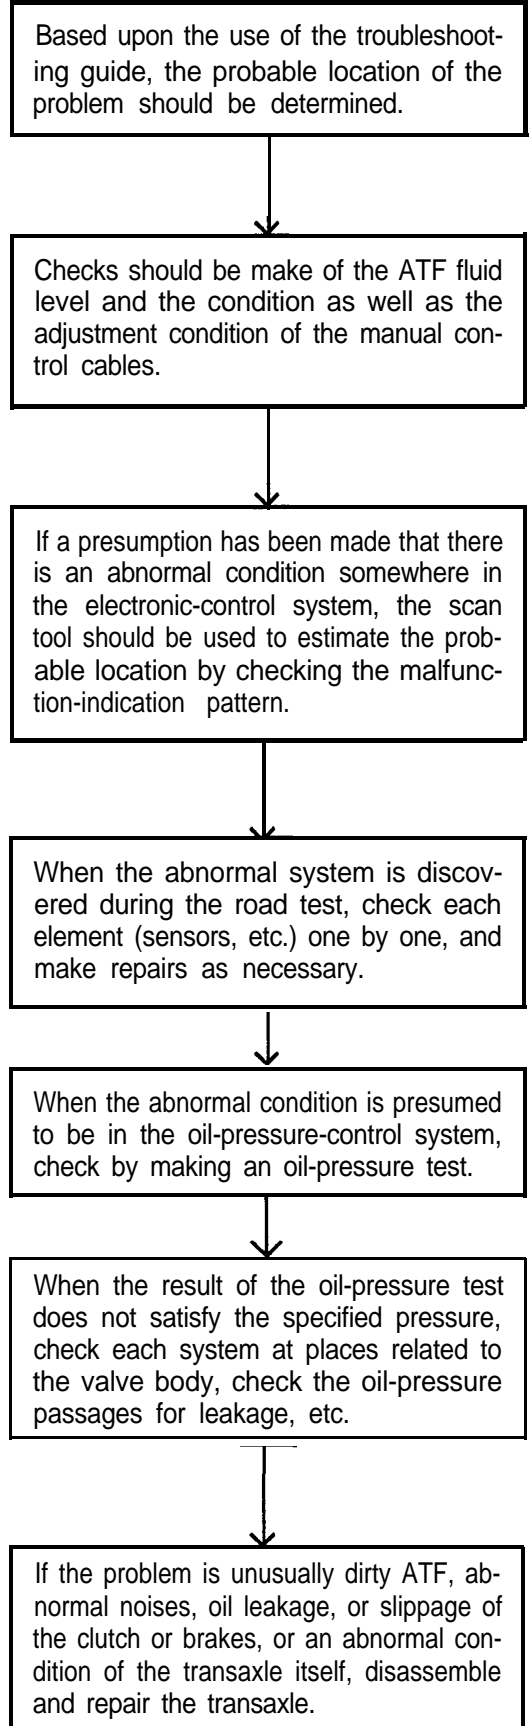 Based upon the use of the troubleshoot-
ing guide, the probable location of the
problem should be determined.
Checks should be make of the ATF fluid
level and the condition as well as the
adjustment condition of the manual con-
trol cables.
If a presumption has been made that there
is an abnormal condition somewhere in
the electronic-control system, the scan
tool should be used to estimate the prob-
able location by checking the malfunc-
tion-indication pattern.
When the abnormal system is discov-
ered during the road test, check each
element (sensors, etc.) one by one, and
make repairs as necessary.
When the abnormal condition is presumed
to be in the oil-pressure-control system,
check by making an oil-pressure test.
When the result of the oil-pressure test
does not satisfy the specified pressure,
check each system at places related to
the valve body, check the oil-pressure
passages for leakage, etc.
If the problem is unusually dirty ATF, ab-
normal noises, oil leakage, or slippage of
the clutch or brakes, or an abnormal con-
dition of the transaxle itself, disassemble
and repair the transaxle.